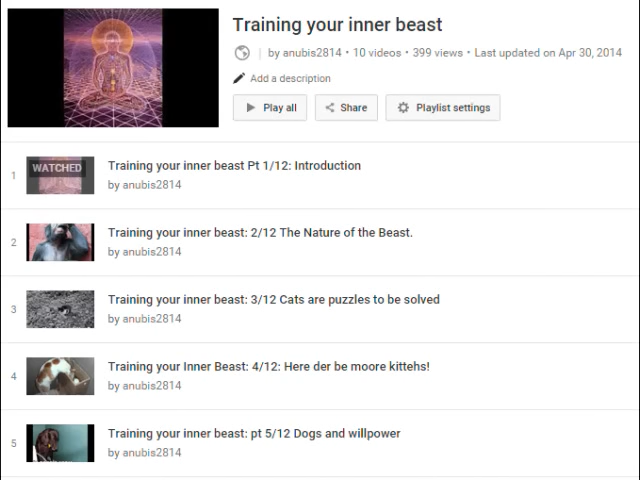 Training your inner beast
by anubis2814 • 10 videos • 399 views • Last updated on Apr 30, 2014
Add a description
Play all
Share
Playlist settings
1
WATCHED
Training your inner beast Pt 1/12: Introduction
by anubis2814
2
Training your inner beast: 2/12 The Nature of the Beast.
by anubis2814
3
Training your inner beast: 3/12 Cats are puzzles to be solved
by anubis2814
4
Training your Inner Beast: 4/12: Here der be moore kittehs!
by anubis2814
5
Training your inner beast: pt 5/12 Dogs and willpower
by anubis2814